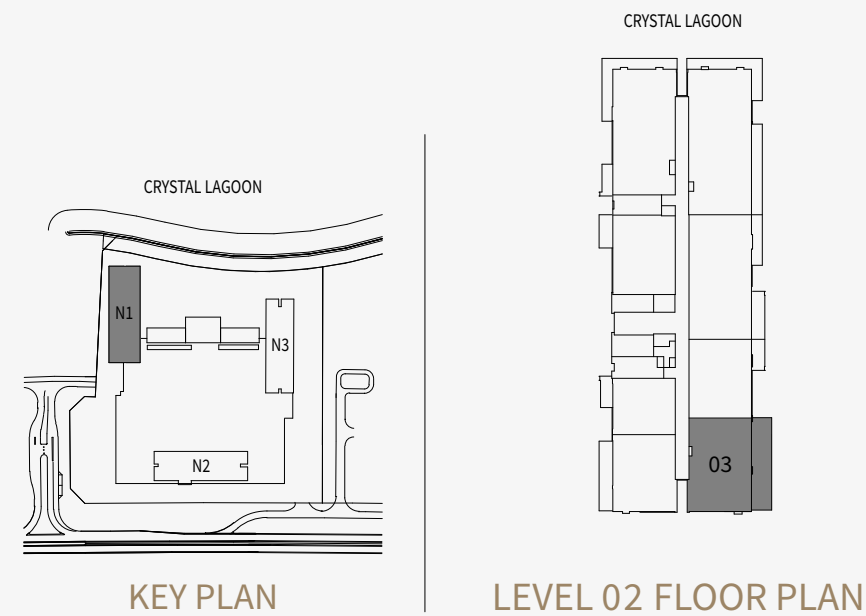 CRYSTAL LAGOON
N1
N3
N2
KEY PLAN
CRYSTAL LAGOON
03
LEVEL 02 FLOOR PLAN